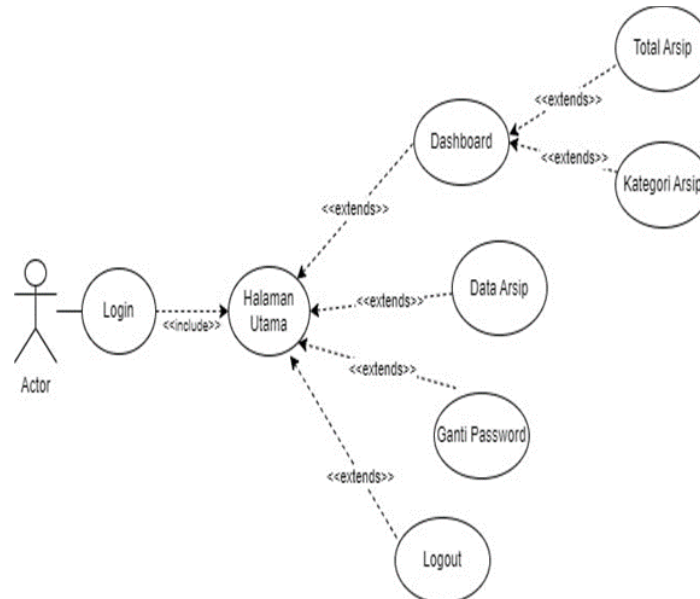 Total Arsip
<<extends>>
Dashboard
<<extends>>
Kategori Arsip
<<extends>>
Halaman
Utama
Data Arsip
<<extends>>
Login
<<include>>
Actor
<<extends>>
Ganti Password
<<extends>>
Logout